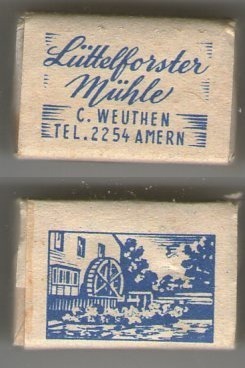 Lüttelforster
Mühle
C. WEUTHEN
TEL. 2254 AMERN